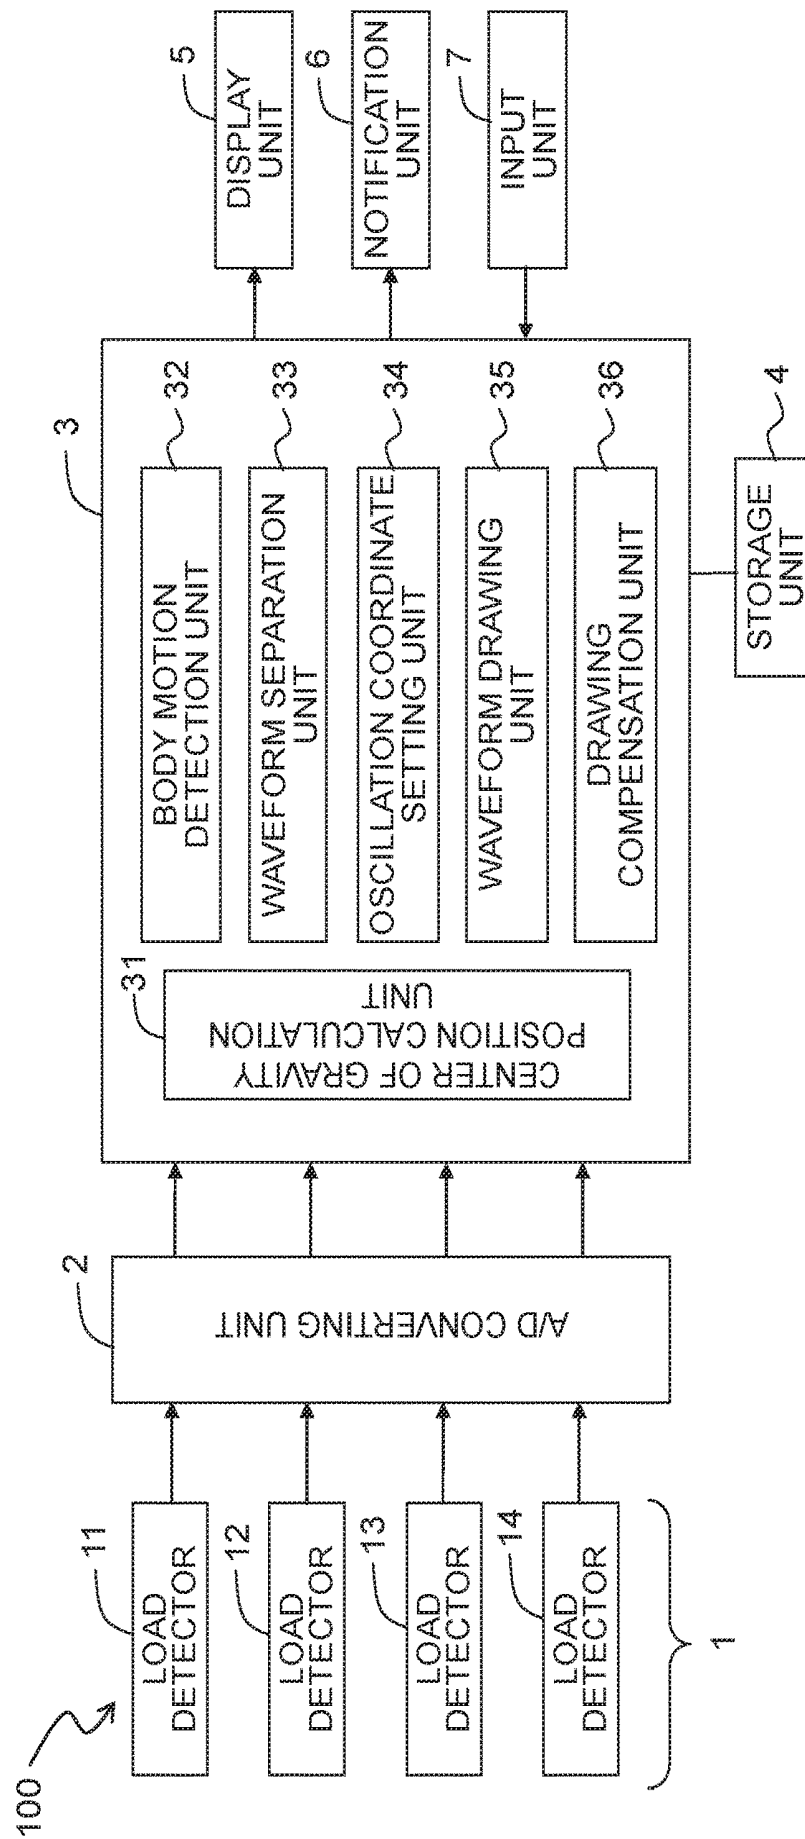 100
11
LOAD
DETECTOR
12
LOAD
DETECTOR
13
LOAD
DETECTOR
14
LOAD
DETECTOR
1
2
A/D CONVERTING UNIT
3
31
CENTER OF GRAVITY
POSITION CALCULATION
UNIT
32
BODY MOTION
DETECTION UNIT
33
WAVEFORM SEPARATION
UNIT
34
OSCILLATION COORDINATE
SETTING UNIT
35
WAVEFORM DRAWING
UNIT
36
DRAWING
COMPENSATION UNIT
4
STORAGE
UNIT
5
DISPLAY
UNIT
6
NOTIFICATION
UNIT
7
INPUT
UNIT